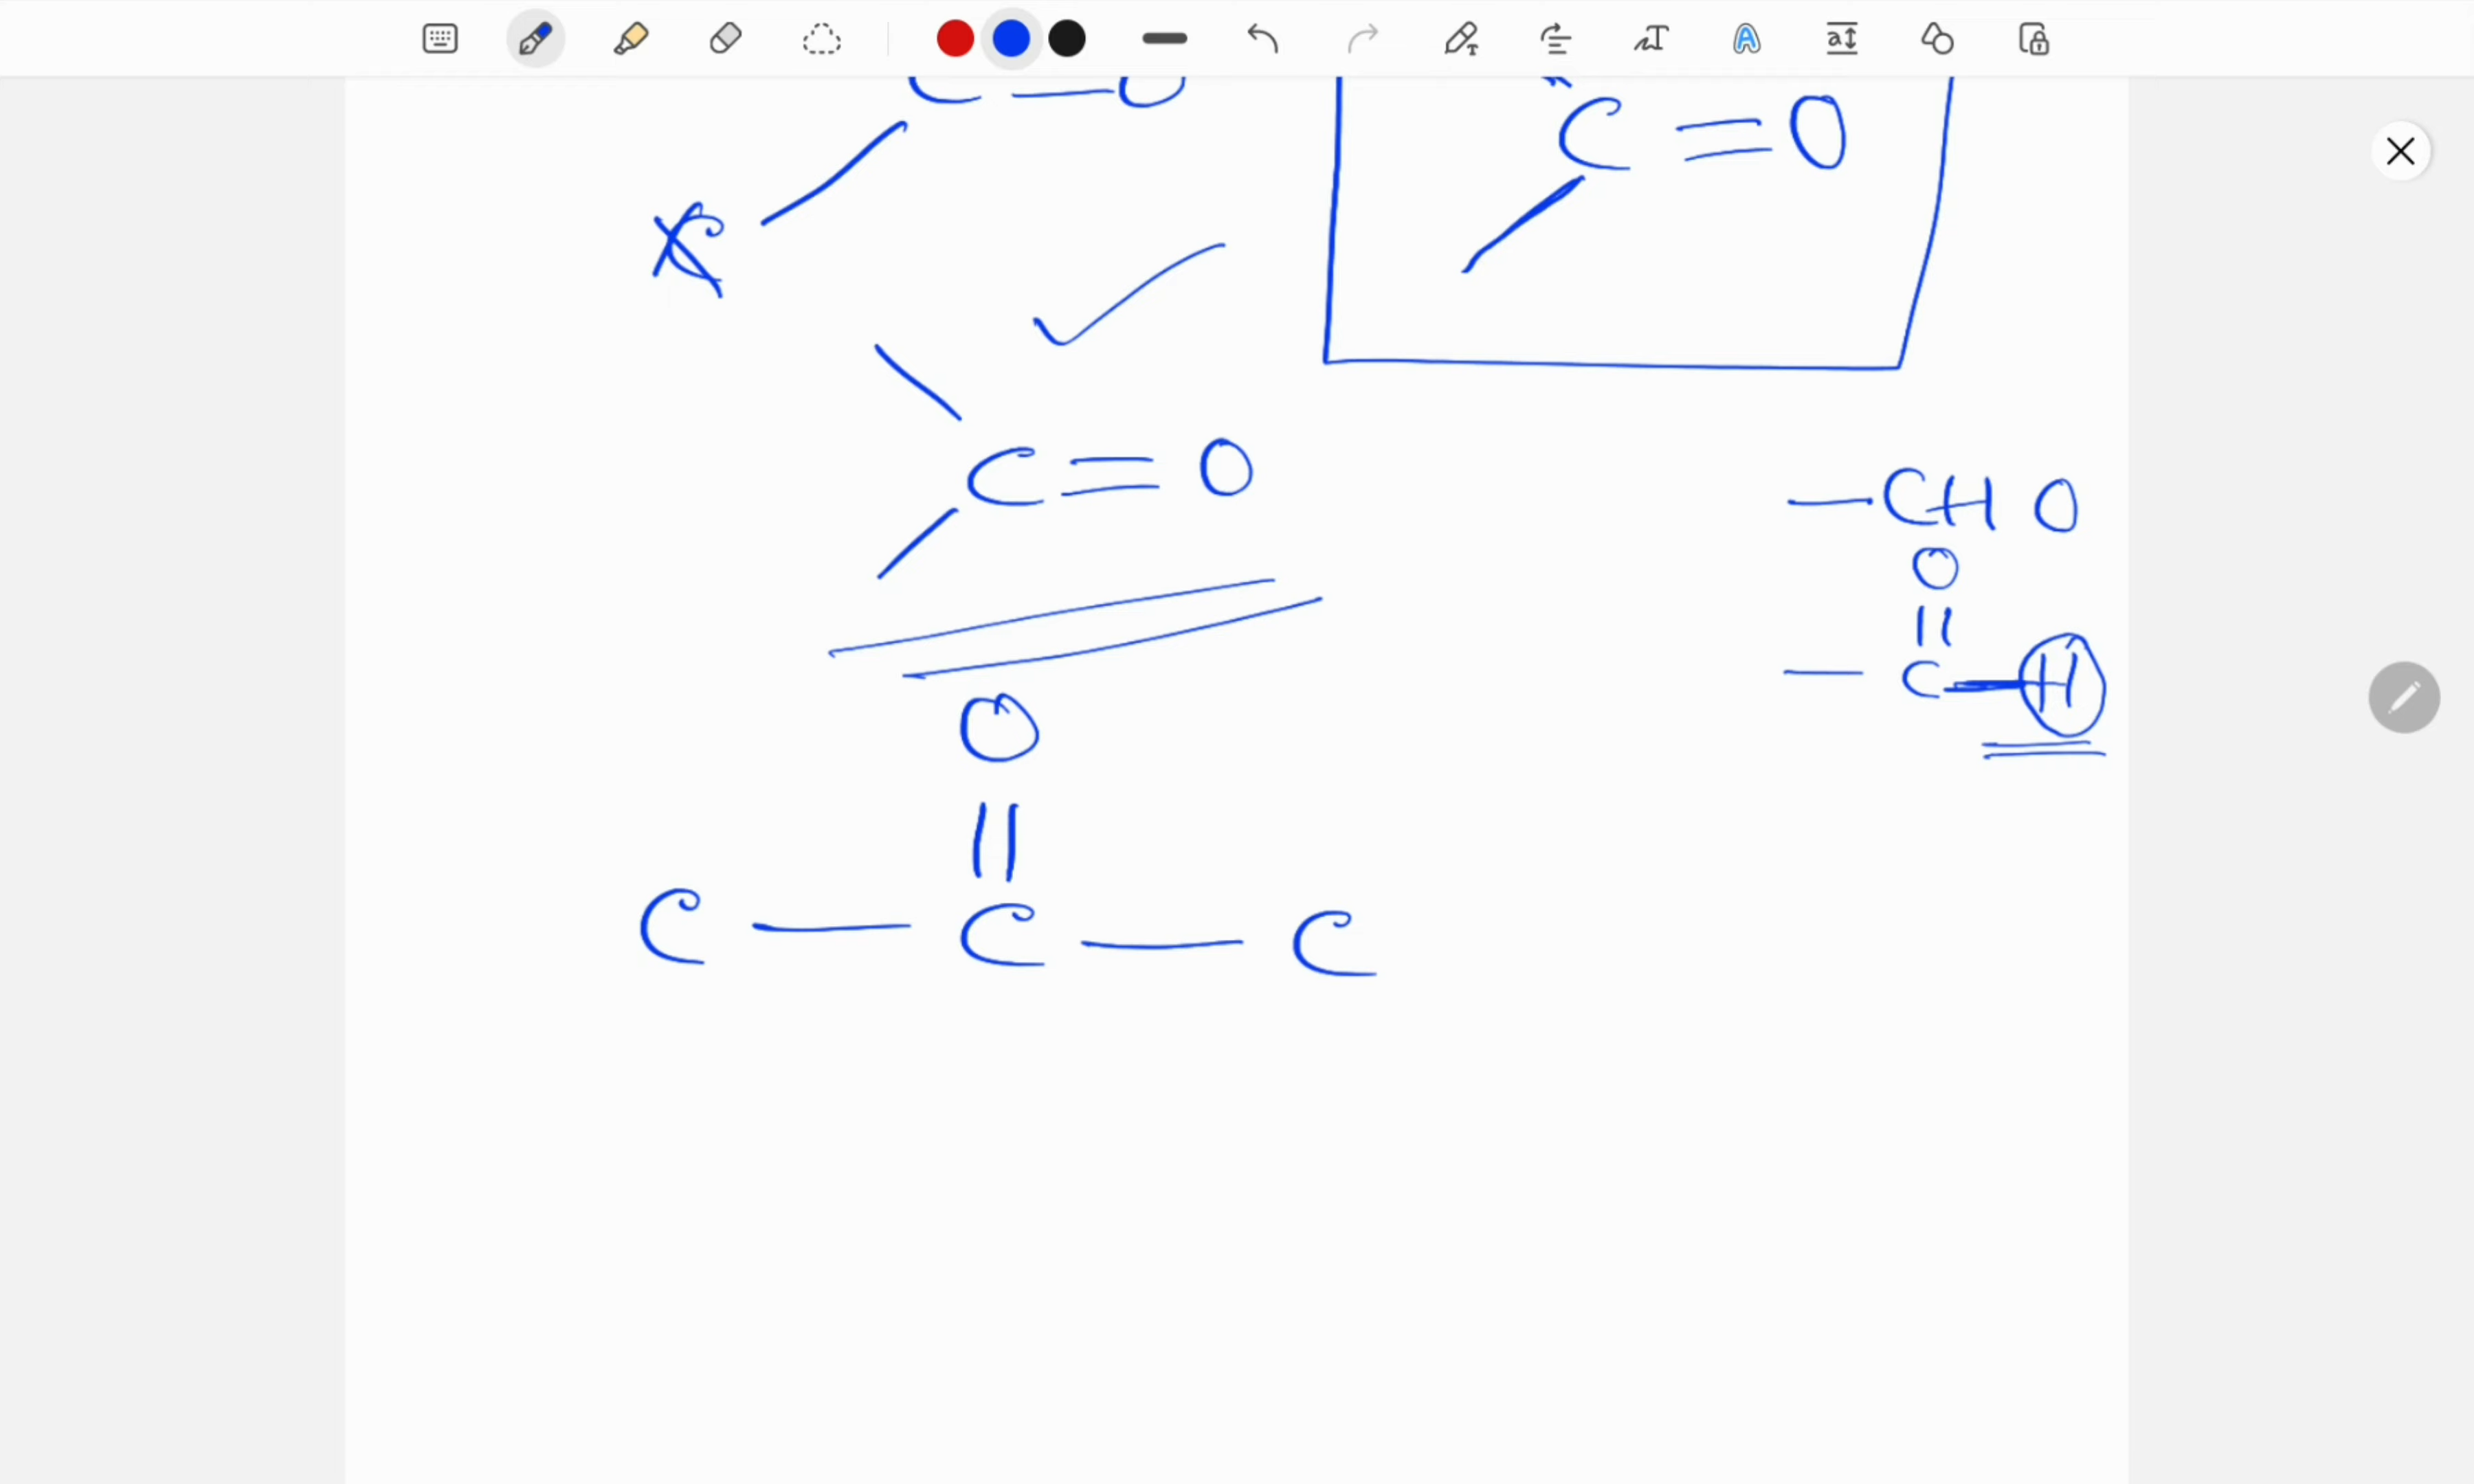 C — O
C = O
C
C = O
— CHO
O
||
— C — H
O
||
C — C — C